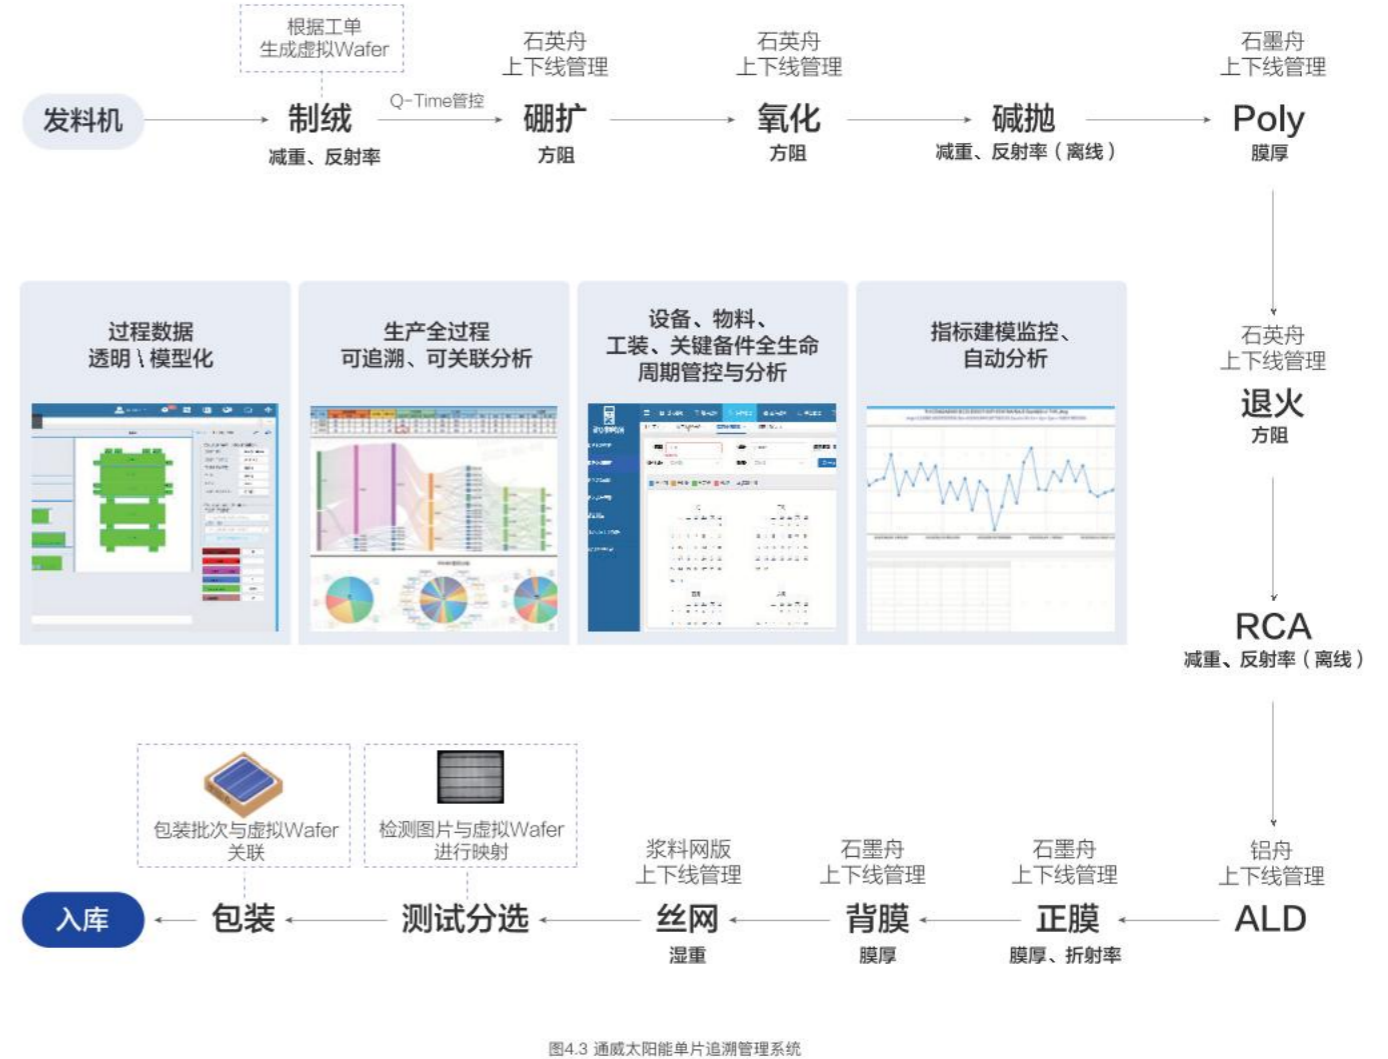 根据工单
生成虚拟Wafer
石英舟
上下线管理
石英舟
上下线管理
石墨舟
上下线管理
发料机
制绒
Q-Time管控
硼扩
氧化
碱抛
Poly
减重、反射率
方阻
方阻
减重、反射率（离线）
膜厚
过程数据
透明\模型化
生产全过程
可追溯、可关联分析
设备、物料、
工装、关键备件全生命
周期管控与分析
指标建模监控、
自动分析
石英舟
上下线管理
退火
方阻
RCA
减重、反射率（离线）
包装批次与虚拟Wafer
关联
检测图片与虚拟Wafer
进行映射
浆料网版
上下线管理
石墨舟
上下线管理
石墨舟
上下线管理
铝舟
上下线管理
入库
包装
测试分选
丝网
背膜
正膜
ALD
湿重
膜厚
膜厚、折射率
图4.3 通威太阳能单片追溯管理系统